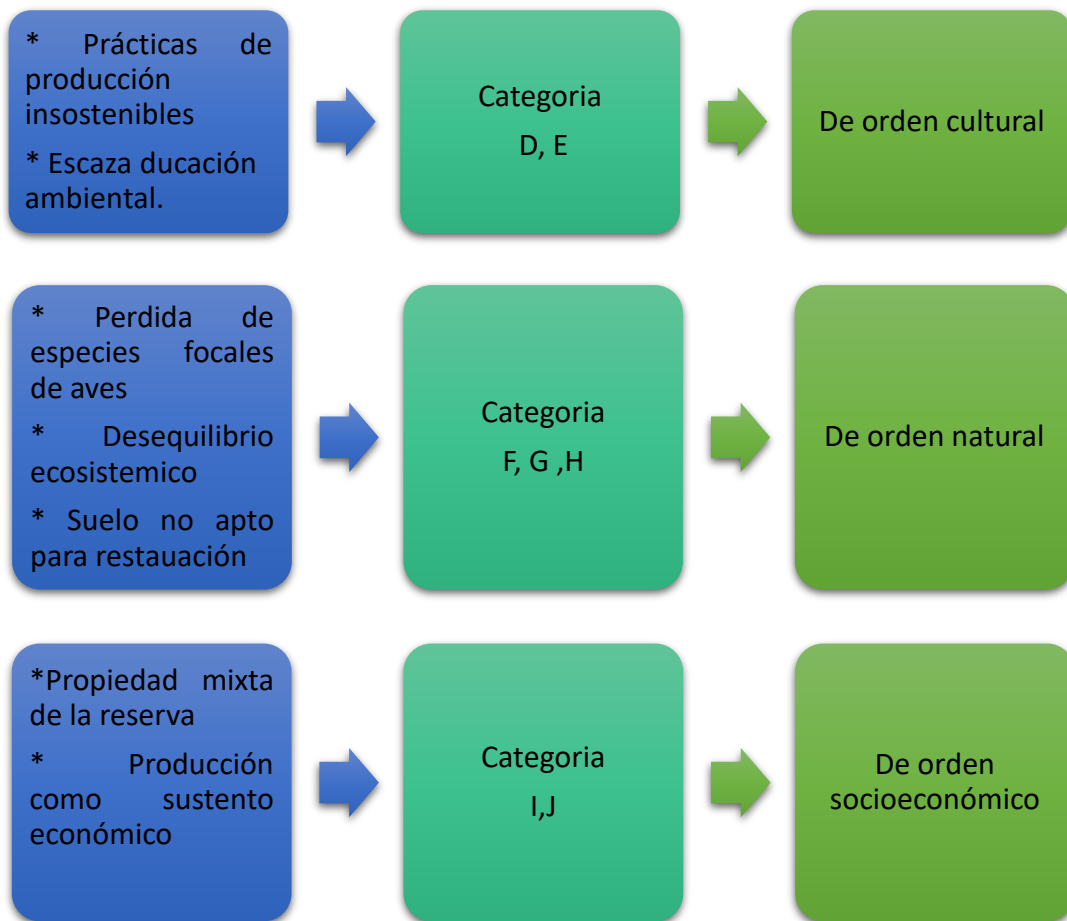 * Prácticas de
producción
insostenibles
* Escaza ducación
ambiental.
Categoria
D, E
De orden cultural
* Perdida de
especies focales
de aves
* Desequilibrio
ecosistemico
* Suelo no apto
para restauación
Categoria
F, G ,H
De orden natural
*Propiedad mixta
de la reserva
* Producción
como sustento
económico
Categoria
I,J
De orden
socioeconómico